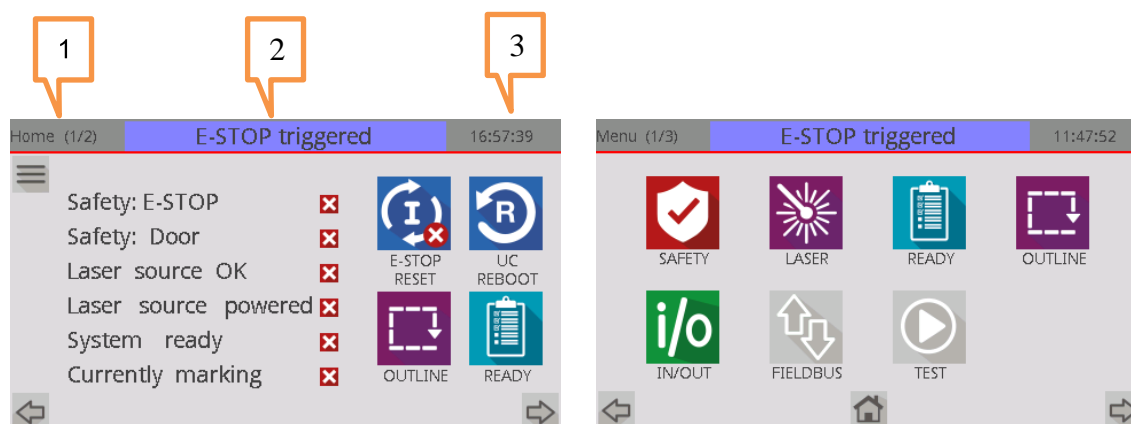 1
2
3
Home (1/2)
E-STOP triggered
16:57:39
Safety: E-STOP
Safety: Door
Laser source OK
Laser source powered
System ready
Currently marking
I
E-STOP
RESET
R
UC
REBOOT
OUTLINE
READY
Menu (1/3)
E-STOP triggered
11:47:52
SAFETY
LASER
READY
OUTLINE
i/o
IN/OUT
FIELDBUS
TEST